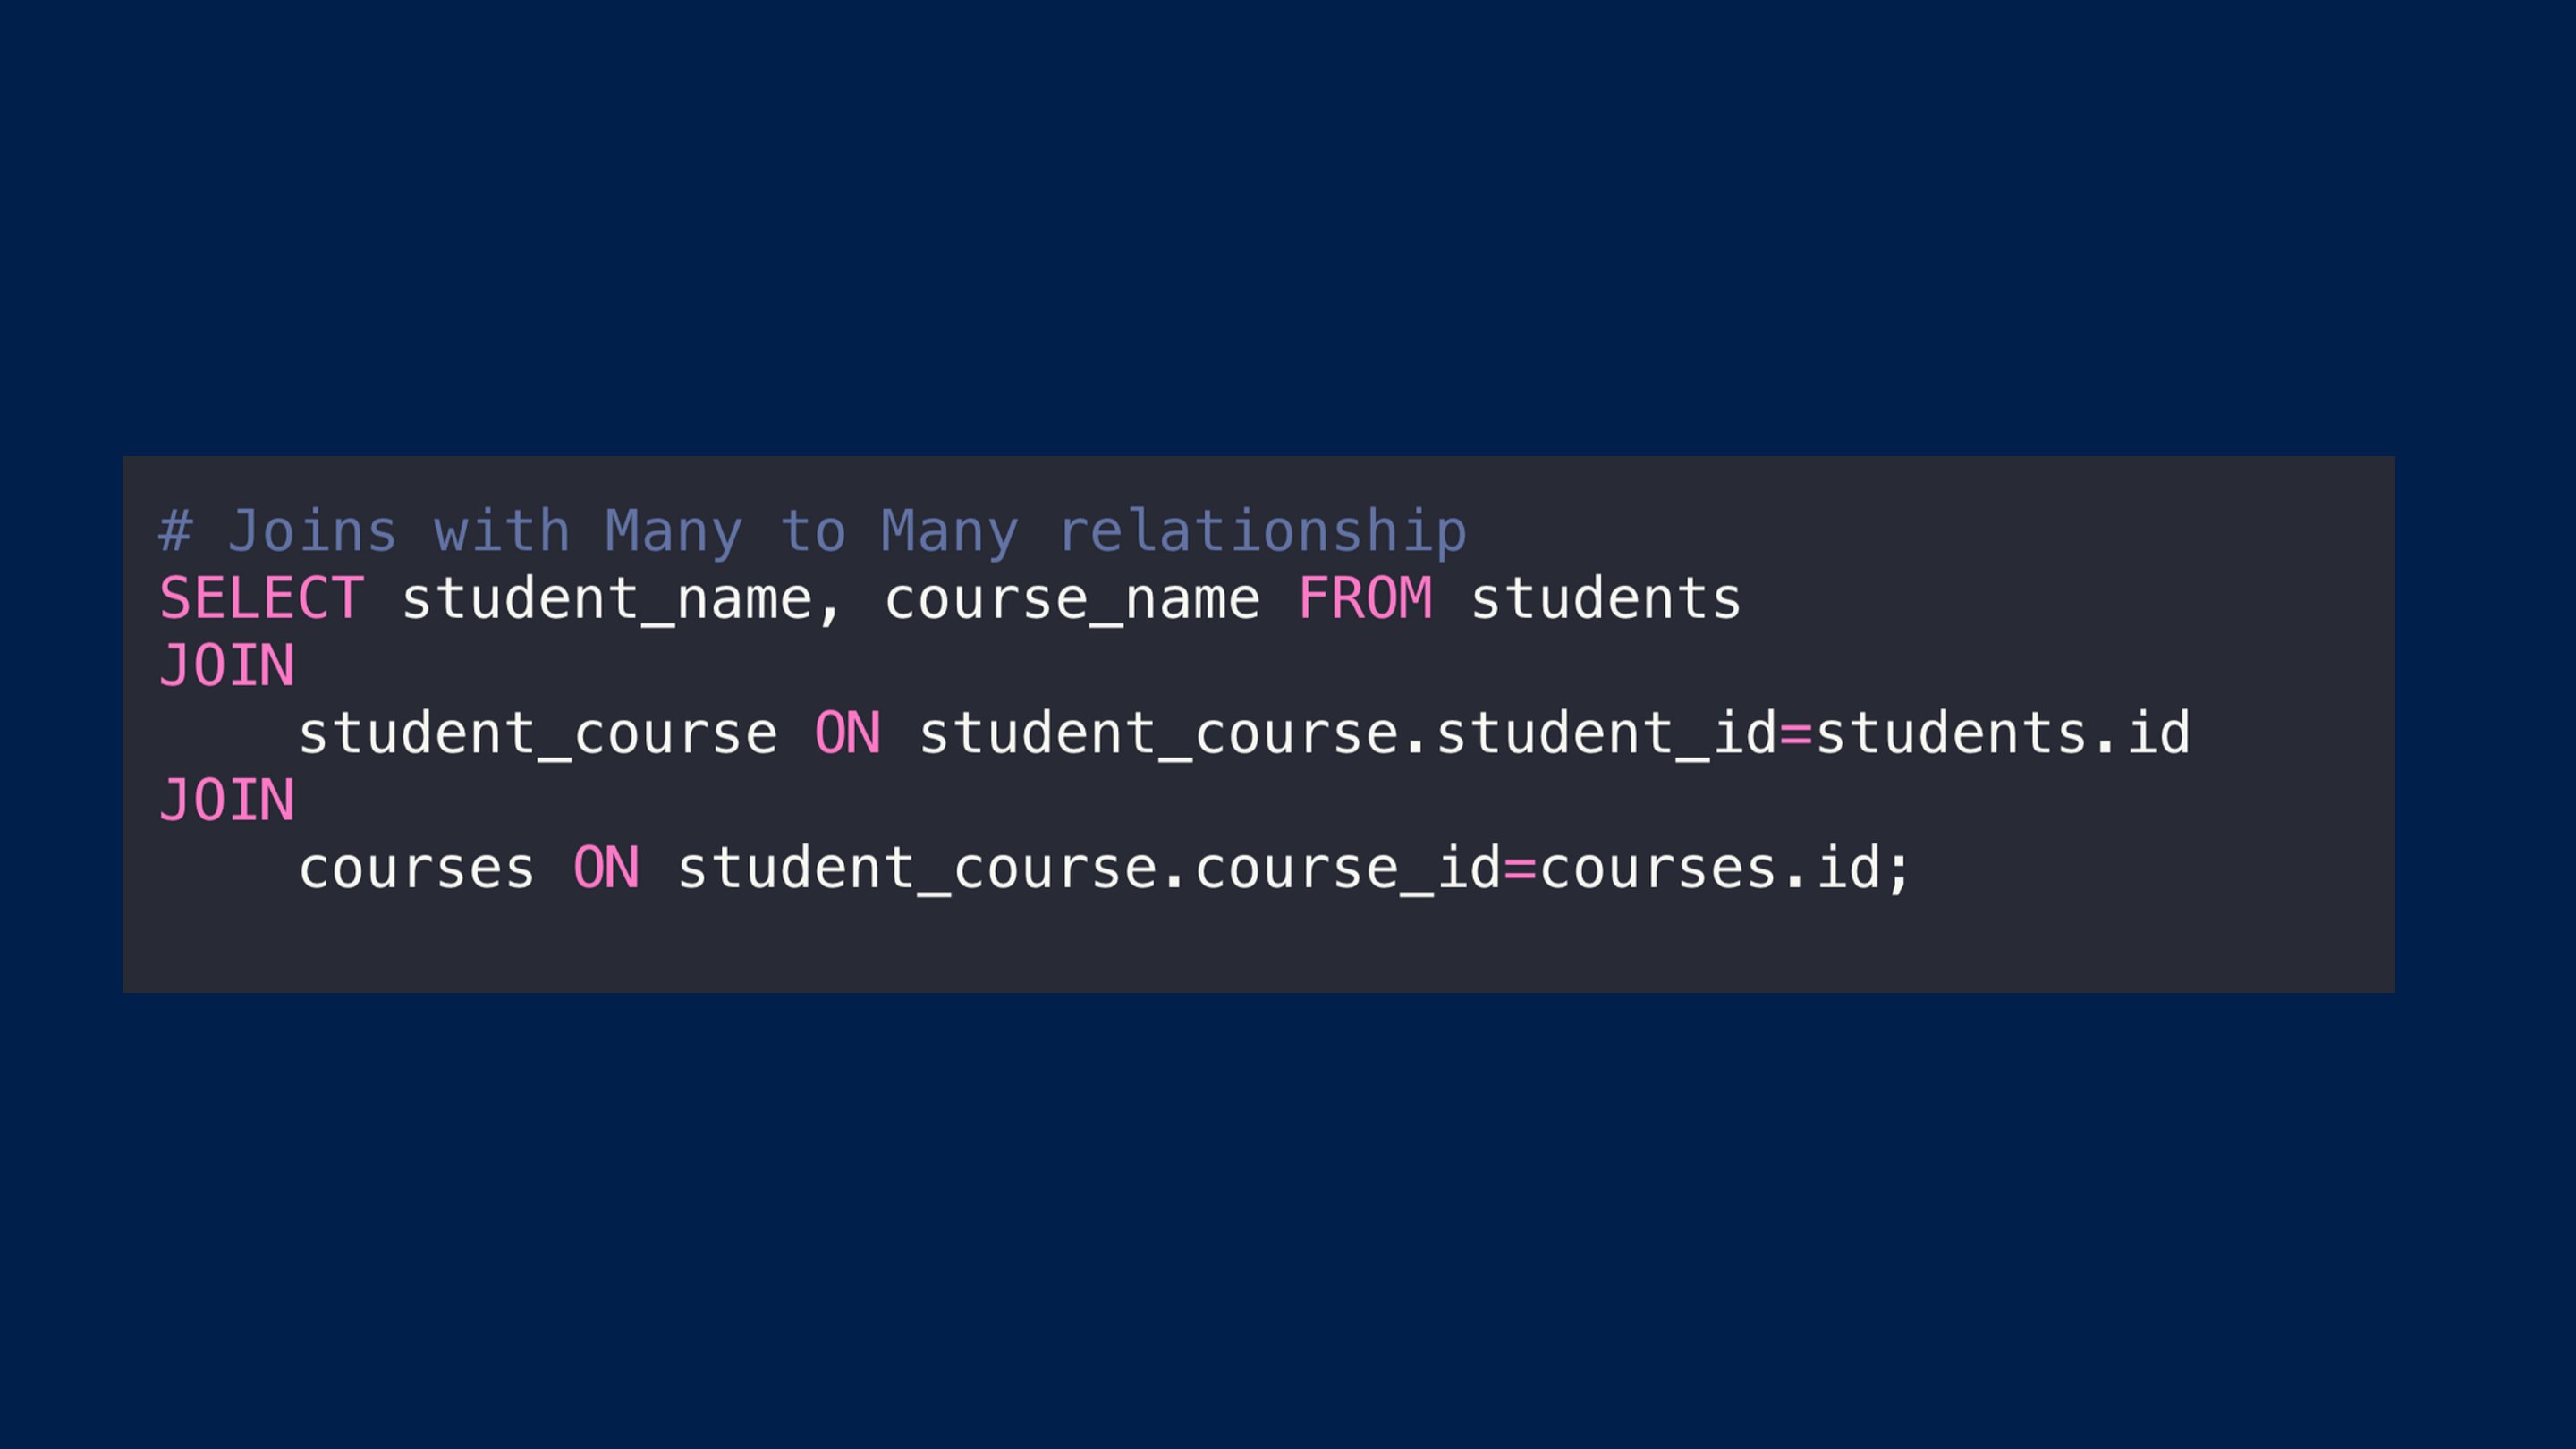 # Joins with Many to Many relationship
SELECT student_name, course_name FROM students
JOIN
    student_course ON student_course.student_id=students.id
JOIN
    courses ON student_course.course_id=courses.id;